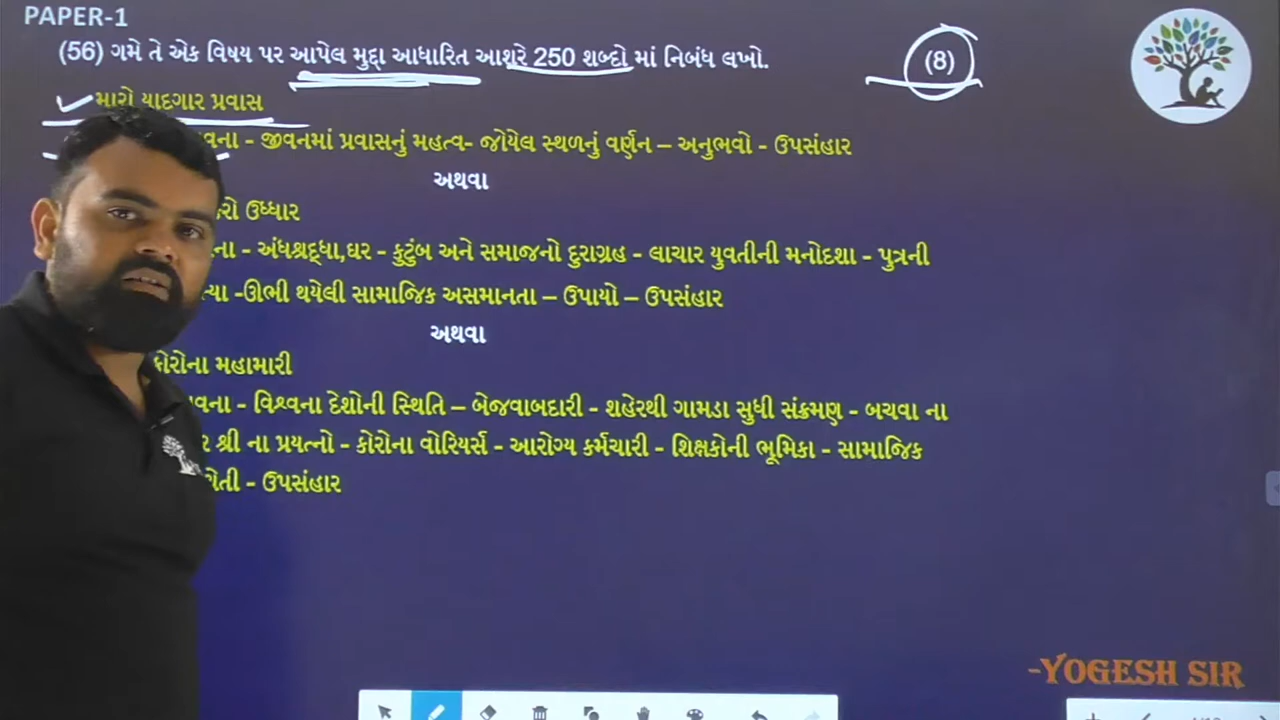 PAPER-1
(56) ગમે તે એક વિષય પર આપેલ મુદ્દા આધારિત આશરે 250 શબ્દો માં નિબંધ લખો. (8)
મારો યાદગાર પ્રવાસ
- જીવનમાં પ્રવાસનું મહત્વ- જોયેલ સ્થળનું વર્ણન – અનુભવો - ઉપસંહાર
અથવા
ઉધ્ધાર
- અંધશ્રદ્ધા,ઘર - કુટુંબ અને સમાજનો દુરાગ્રહ - લાચાર યુવતીની મનોદશા - પુત્રની
-ઊભી થયેલી સામાજિક અસમાનતા – ઉપાયો – ઉપસંહાર
અથવા
કોરોના મહામારી
- વિશ્વના દેશોની સ્થિતિ – બેજવાબદારી - શહેરથી ગામડા સુધી સંક્રમણ - બચવા ના
શ્રી ના પ્રયત્નો - કોરોના વોરિયર્સ - આરોગ્ય કર્મચારી - શિક્ષકોની ભૂમિકા - સામાજિક
- ઉપસંહાર
-YOGESH SIR